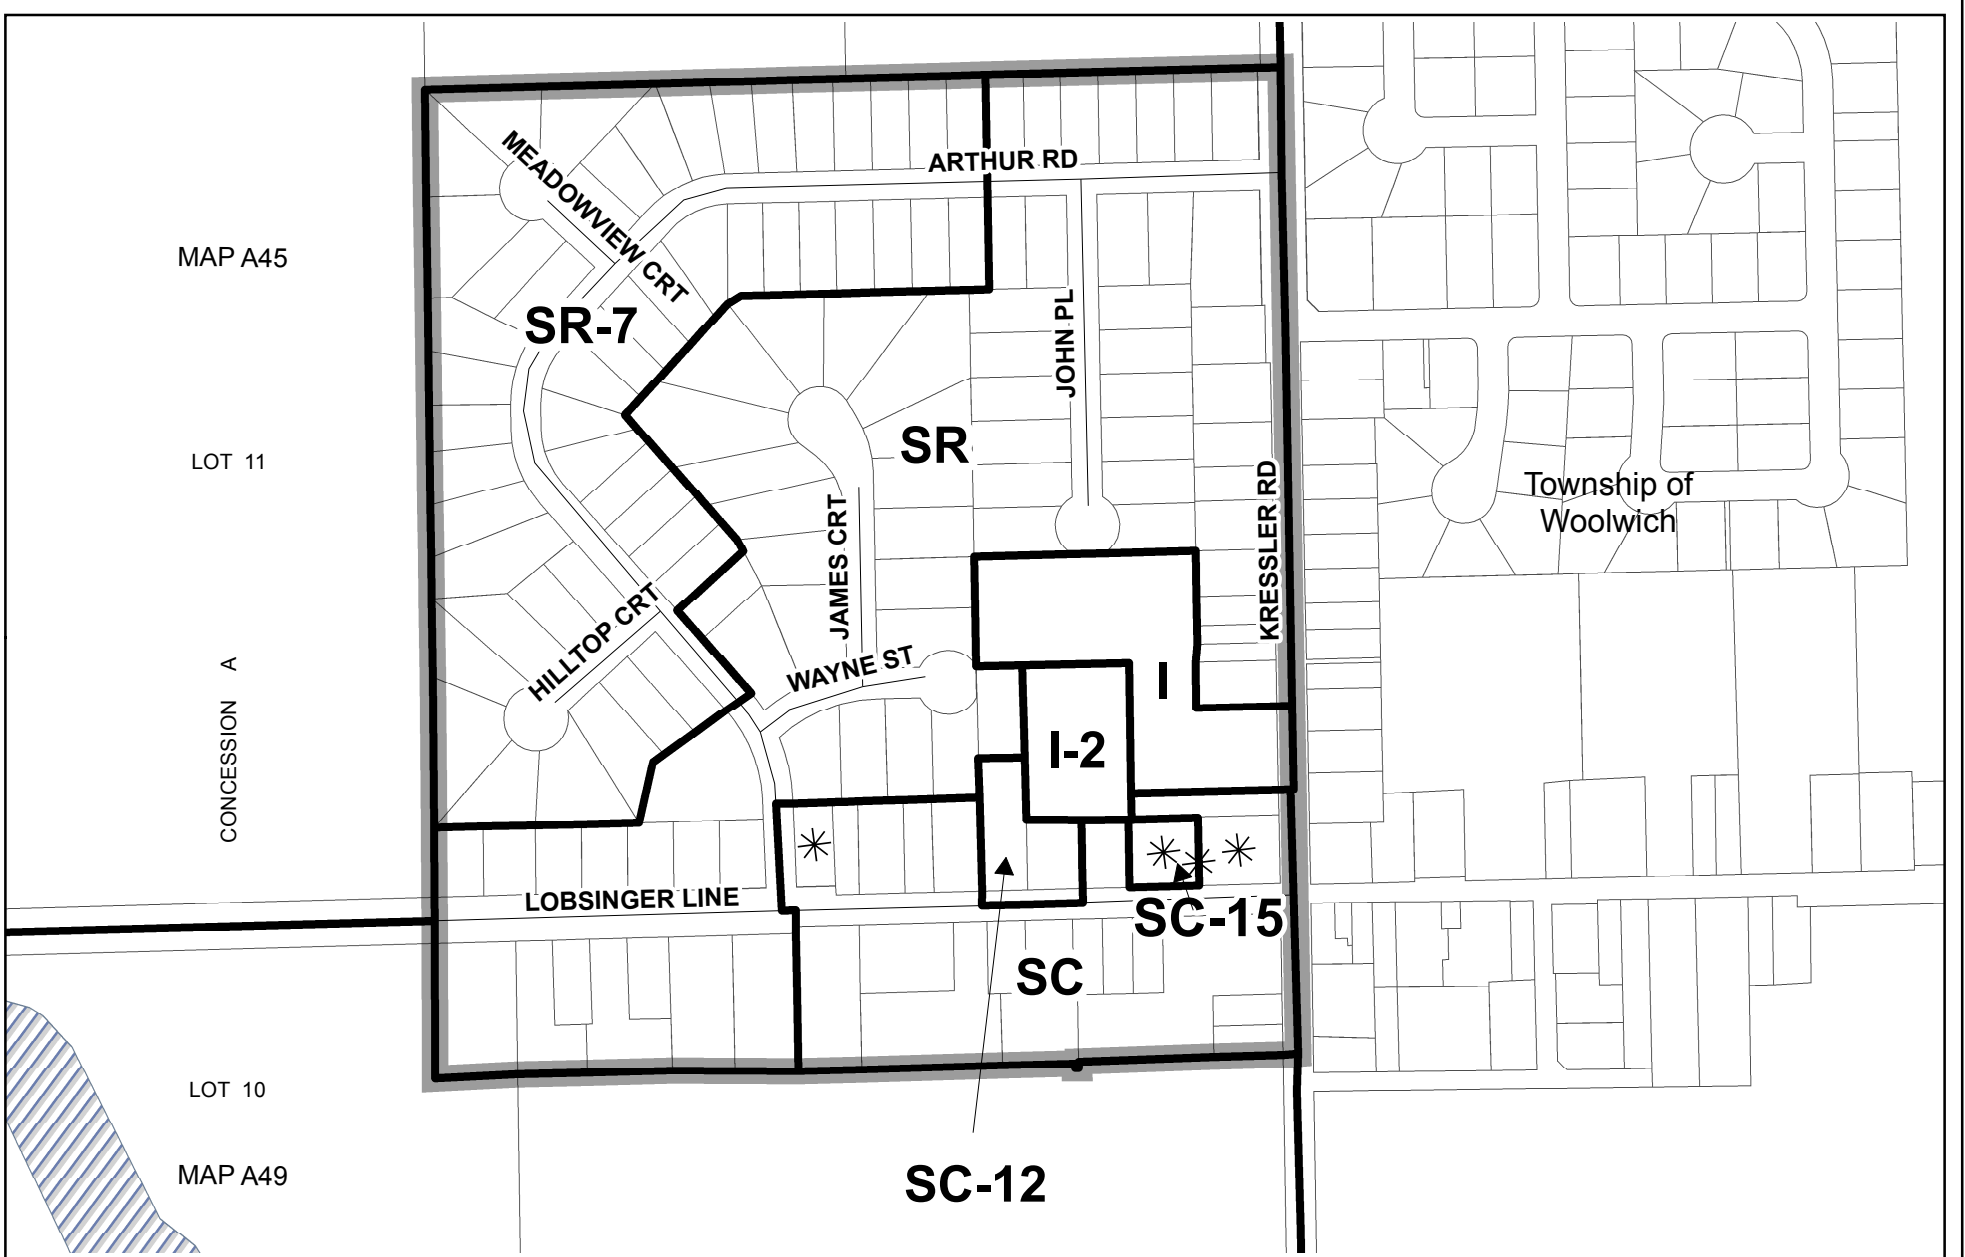 MEADOWVIEW CRT
ARTHUR RD
MAP A45
SR-7
JOHN PL
SR
LOT 11
Township of
Woolwich
KRESSLER RD
JAMES CRT
HILLTOP CRT
WAYNE ST
I
CONCESSION A
I-2
LOBSINGER LINE
SC-15
SC
LOT 10
MAP A49
SC-12